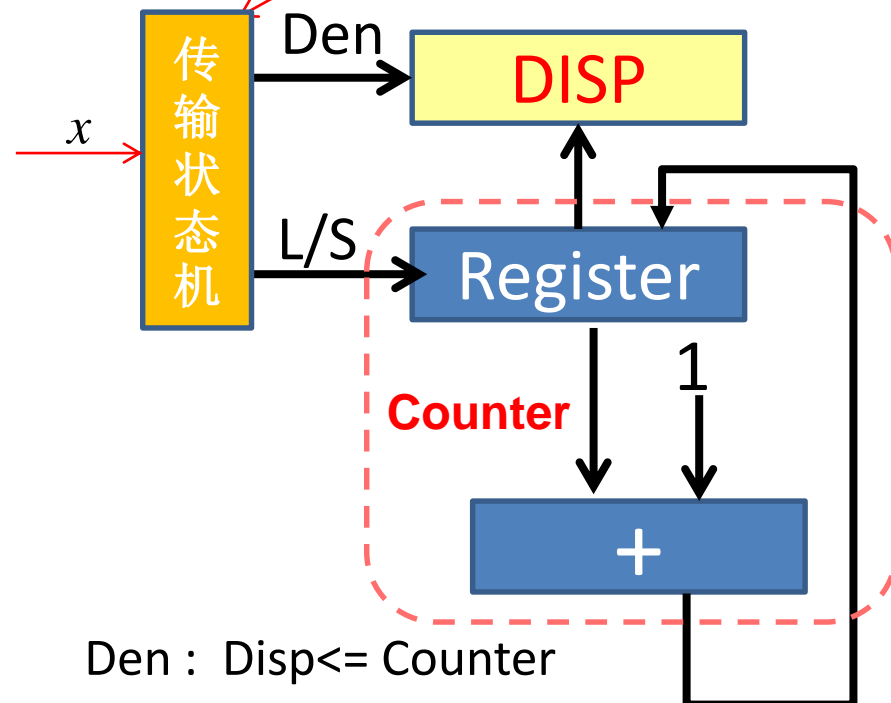 传输状态机
Den
DISP
x
L/S
Register
1
Counter
+
Den : Disp<= Counter